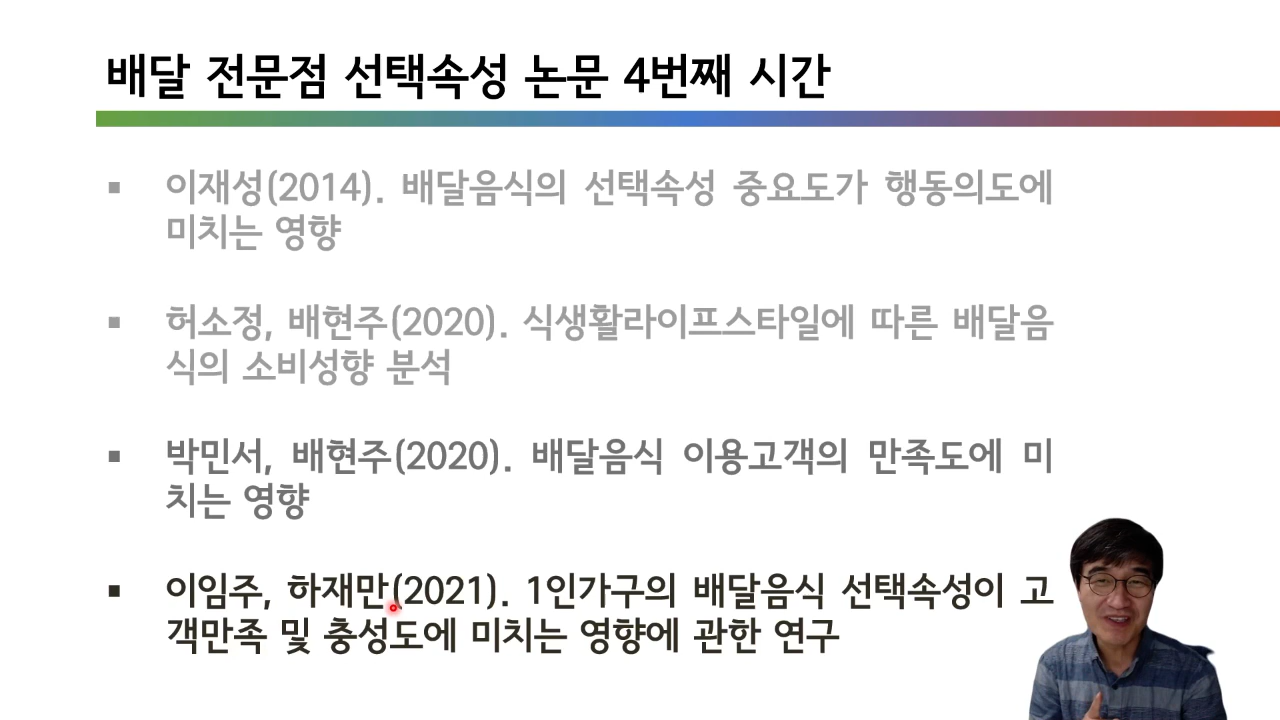 배달 전문점 선택속성 논문 4번째 시간
▪ 이재성(2014). 배달음식의 선택속성 중요도가 행동의도에
미치는 영향
▪ 허소정, 배현주(2020). 식생활라이프스타일에 따른 배달음
식의 소비성향 분석
▪ 박민서, 배현주(2020). 배달음식 이용고객의 만족도에 미
치는 영향
▪ 이임주, 하재만(2021). 1인가구의 배달음식 선택속성이 고
객만족 및 충성도에 미치는 영향에 관한 연구